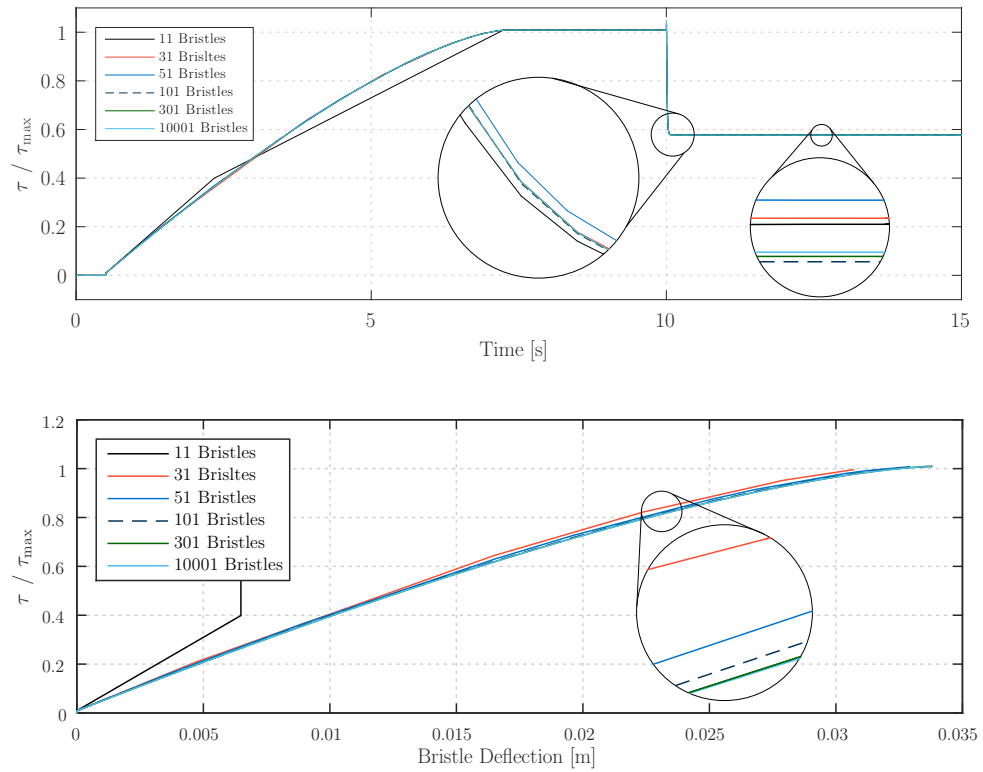 1
0.8
0.6
0.4
0.2
0
τ / τmax
11 Bristles
31 Brisltes
51 Bristles
101 Bristles
301 Bristles
10001 Bristles
0
5
10
15
Time [s]
1.2
1
0.8
0.6
0.4
0.2
0
τ / τmax
11 Bristles
31 Brisltes
51 Bristles
101 Bristles
301 Bristles
10001 Bristles
0
0.005
0.01
0.015
0.02
0.025
0.03
0.035
Bristle Deflection [m]